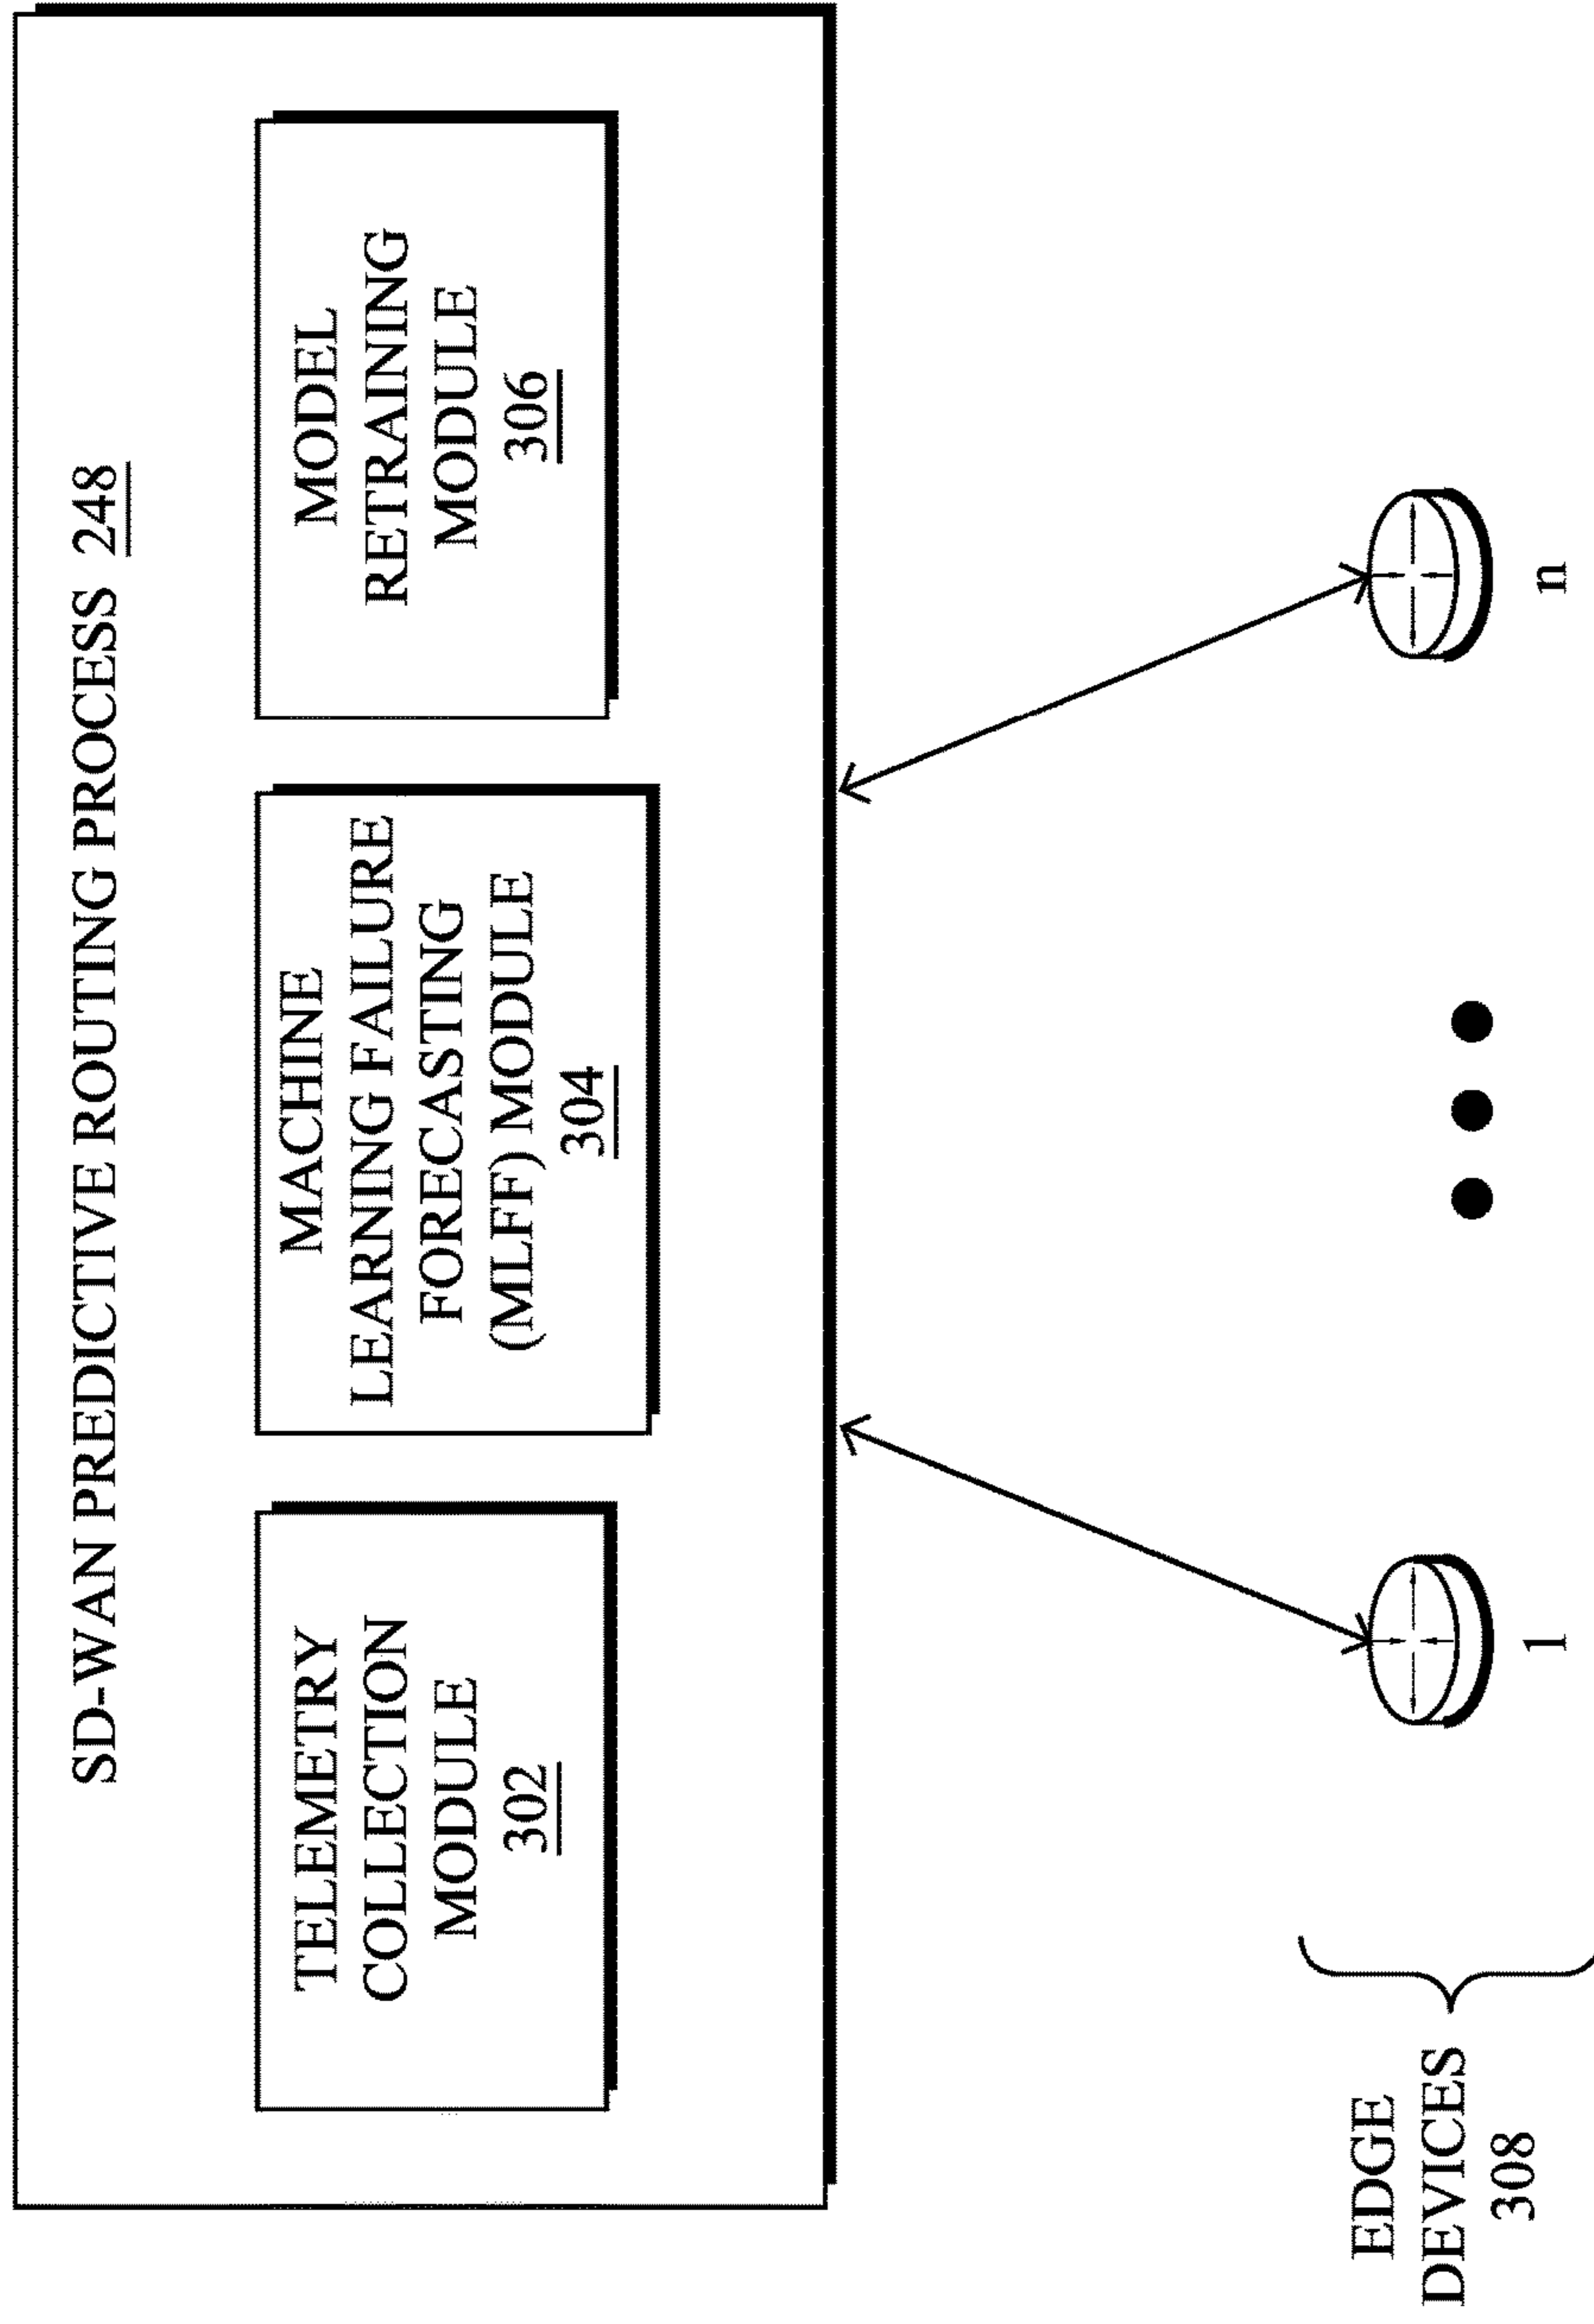 SD-WAN PREDICTIVE ROUTING PROCESS 248
TELEMETRY
COLLECTION
MODULE
302
MACHINE
LEARNING FAILURE
FORECASTING
(MLFF) MODULE
304
MODEL
RETRAINING
MODULE
306
EDGE
DEVICES
308
1
n